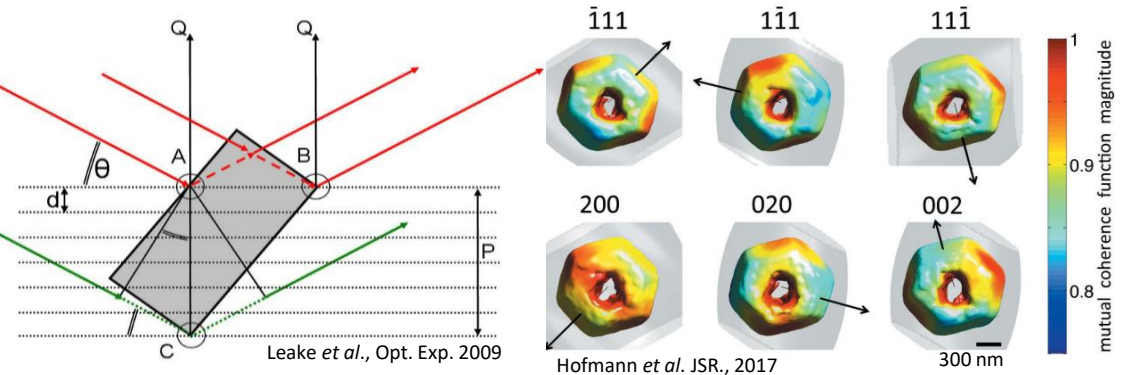 Q
Q
A
B
θ
d
P
C
Leake et al., Opt. Exp. 2009
1̅11
11̅1
111̅
200
020
002
300 nm
Hofmann et al. JSR., 2017
1
0.9
0.8
mutual coherence function magnitude